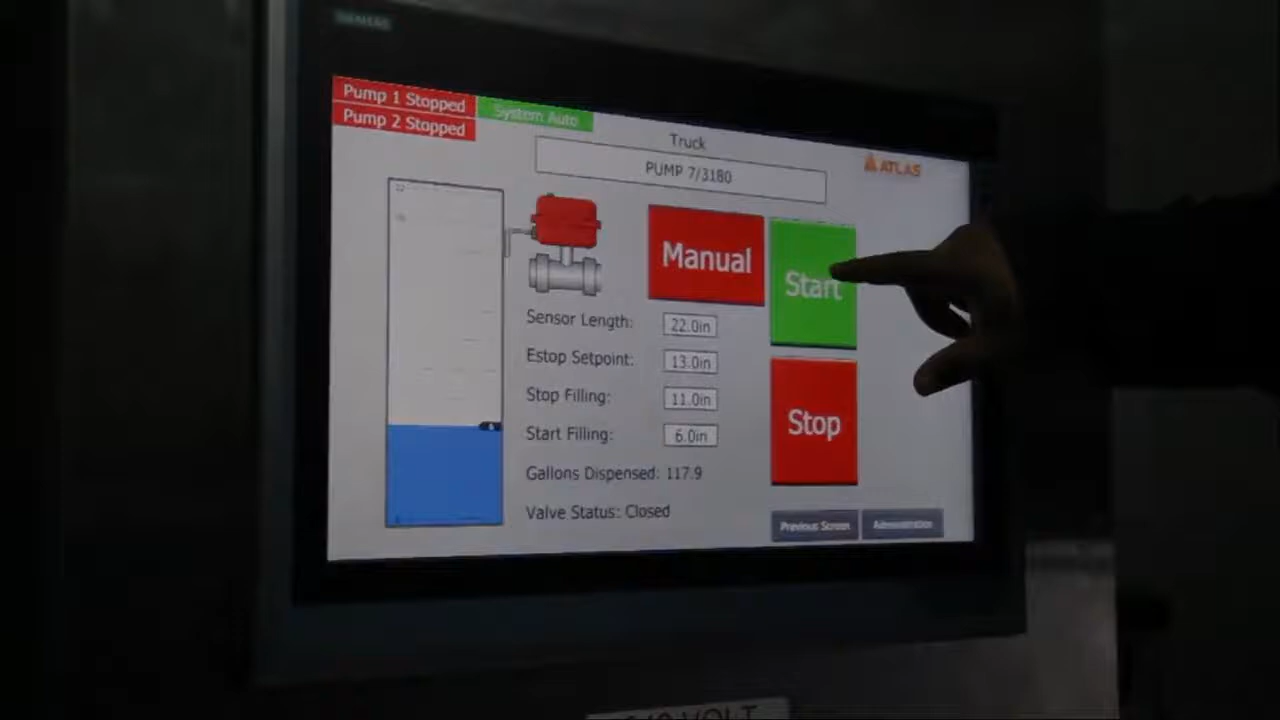 SIEMENS
Pump 1 Stopped
Pump 2 Stopped
System Auto
Truck
PUMP 7/3180
ATLAS
Manual
Start
Stop
Sensor Length: 22.0in
Estop Setpoint: 13.0in
Stop Filling: 11.0in
Start Filling: 6.0in
Gallons Dispensed: 117.9
Valve Status: Closed
Previous Screen
Administration
VOLT